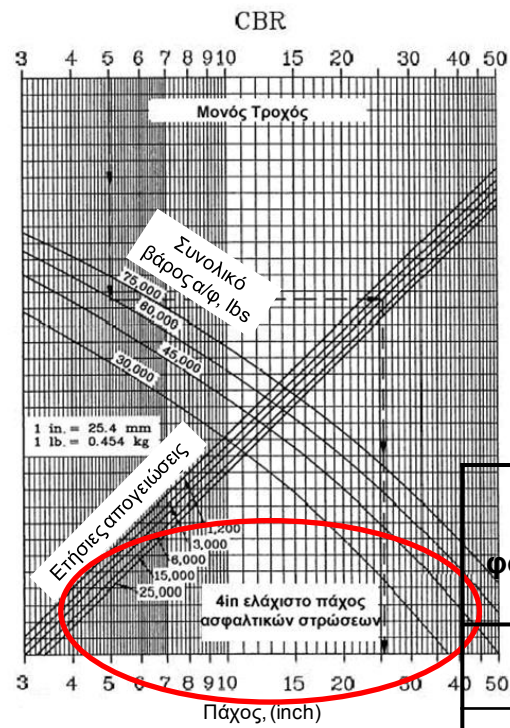 CBR
3 4 5 6 7 8 9 10 15 20 30 40 50
Μονός Τροχός
Συνολικό
βάρος α/φ, lbs
75,000
60,000
45,000
30,000
1 in. = 25.4 mm
1 lb. = 0.454 kg
Ετήσιες απογειώσεις
1,200
3,000
6,000
15,000
25,000
4in ελάχιστο πάχος
ασφαλτικών στρώσεων
3 4 5 6 7 8 9 10 15 20 30 40 50
Πάχος, (inch)